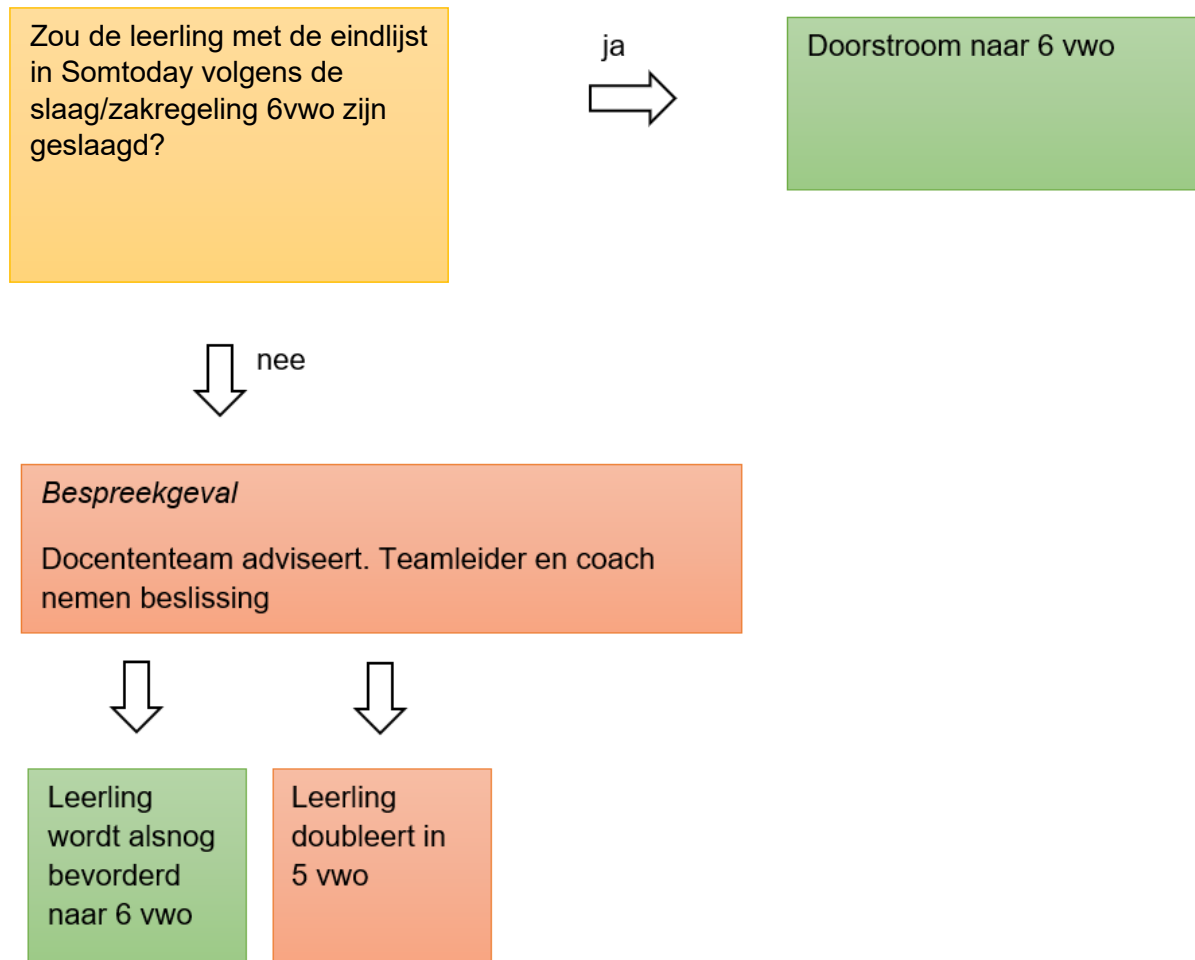 Zou de leerling met de eindlijst
in Somtoday volgens de
slaag/zakregeling 6vwo zijn
geslaagd?
ja
Doorstroom naar 6 vwo
nee
Bespreekgeval
Docententeam adviseert. Teamleider en coach
nemen beslissing
Leerling
wordt alsnog
bevorderd
naar 6 vwo
Leerling
doubleert in
5 vwo